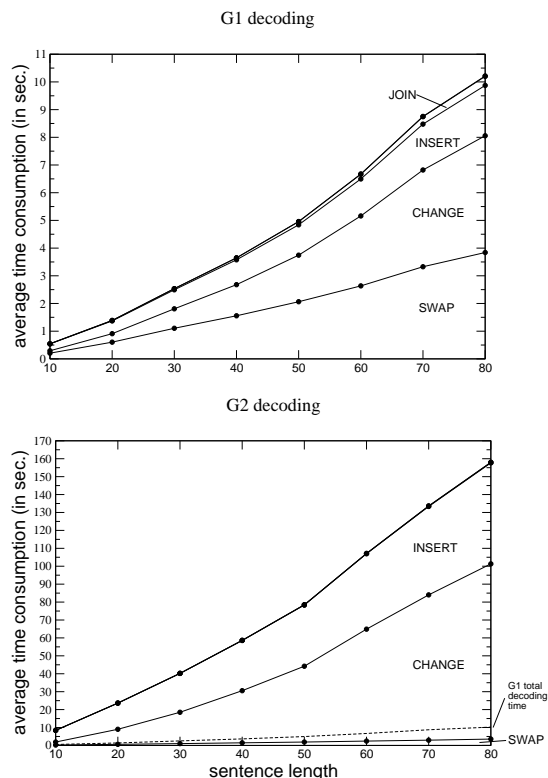 G1 decoding
average time consumption (in sec.)
11
10
9
8
7
6
5
4
3
2
1
0
JOIN
INSERT
CHANGE
SWAP
10 20 30 40 50 60 70 80
G2 decoding
average time consumption (in sec.)
170
160
150
140
130
120
110
100
90
80
70
60
50
40
30
20
10
0
INSERT
CHANGE
G1 total
decoding
time
SWAP
10 20 30 40 50 60 70 80
sentence length